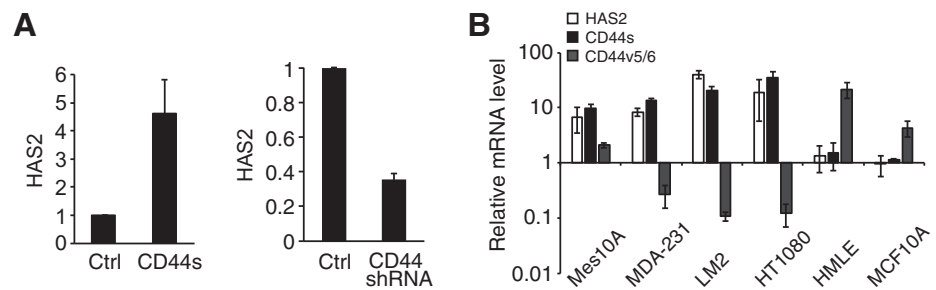 A
HAS2
6
5
4
3
2
1
0
Ctrl CD44s
HAS2
1
0.8
0.6
0.4
0.2
0
Ctrl CD44
shRNA
B
HAS2
CD44s
CD44v5/6
Relative mRNA level
100
10
1
0.1
0.01
Mes10A
MDA-231
LM2
HT1080
HMLE
MCF10A